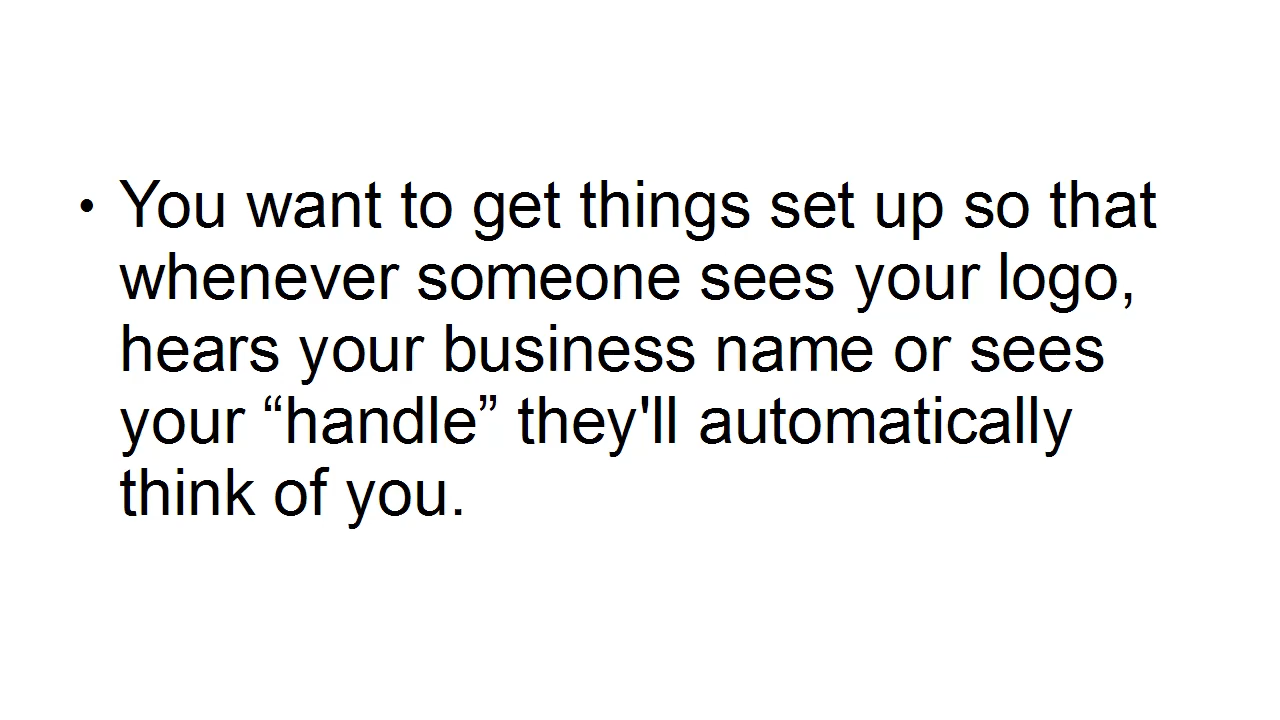 • You want to get things set up so that
whenever someone sees your logo,
hears your business name or sees
your “handle” they'll automatically
think of you.